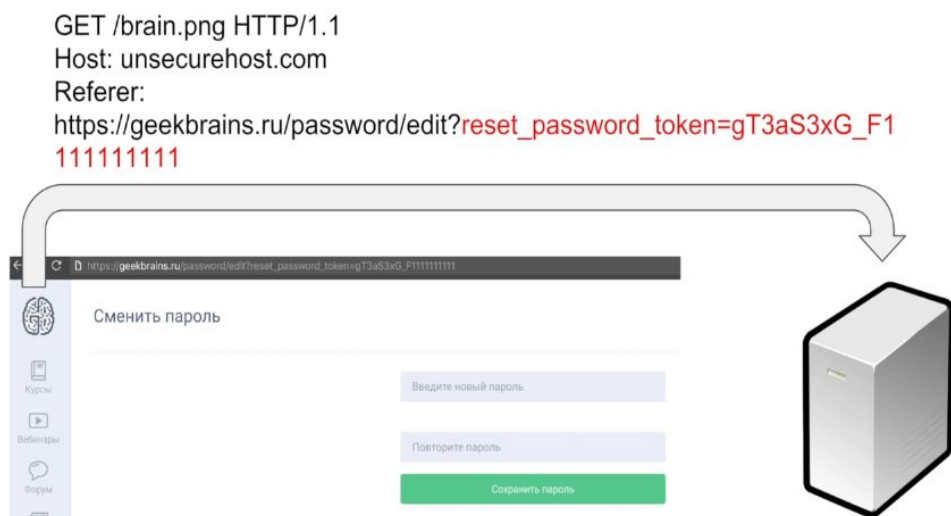 GET /brain.png HTTP/1.1
Host: unsecurehost.com
Referer:
https://geekbrains.ru/password/edit?reset_password_token=gT3aS3xG_F1
111111111
https://geekbrains.ru/password/edit?reset_password_token=gT3aS3xG_F1111111111
Сменить пароль
Курсы
Введите новый пароль
Вебинары
Повторите пароль
Форум
Сохранить пароль